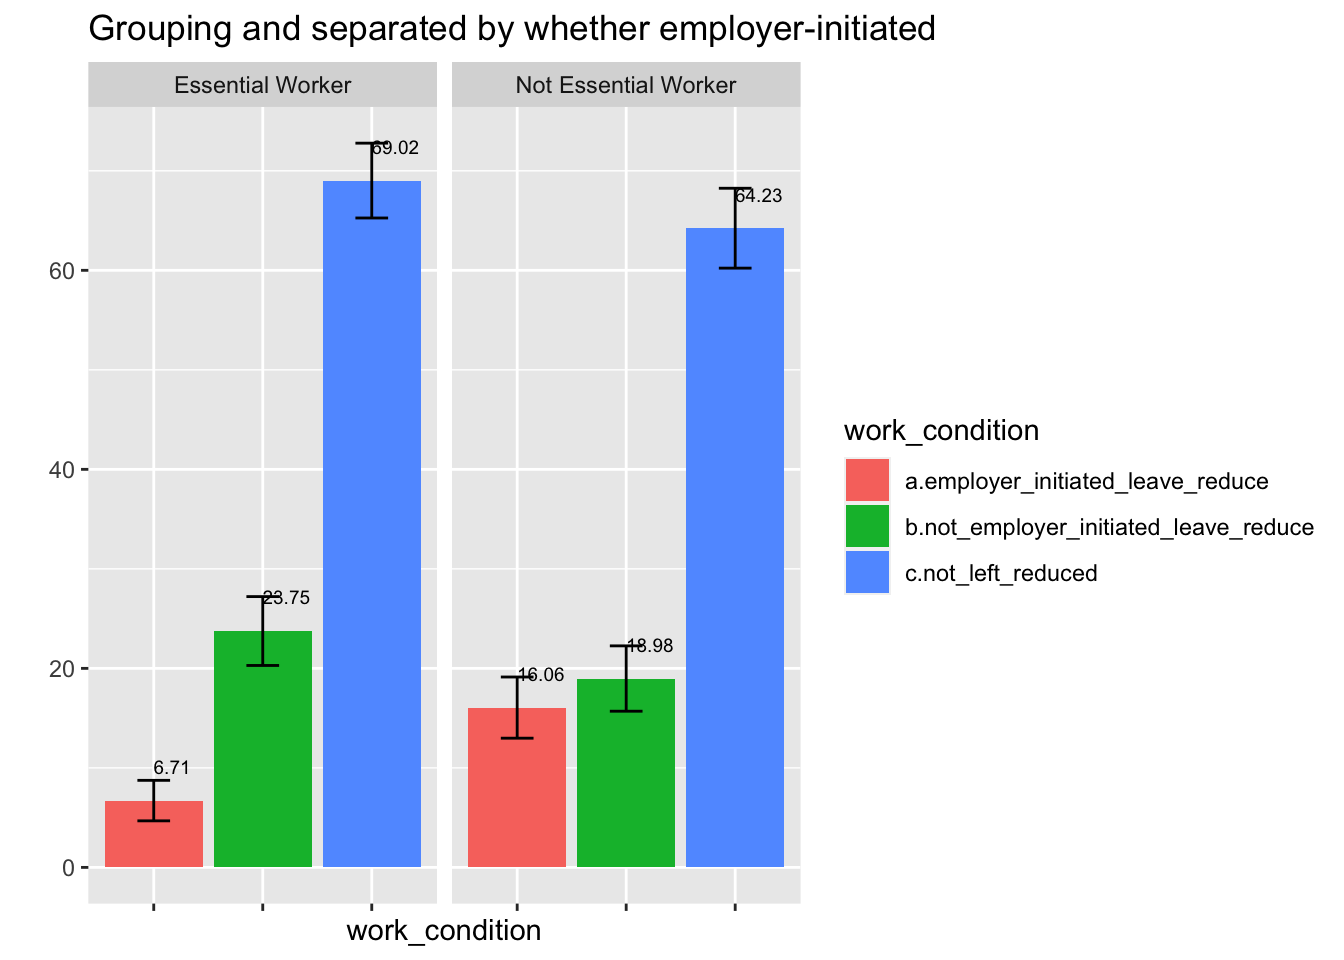 Grouping and separated by whether employer-initiated
Essential Worker
Not Essential Worker
69.02
64.23
60
40
23.75
18.98
20
16.06
6.71
0
work_condition
work_condition
a.employer_initiated_leave_reduce
b.not_employer_initiated_leave_reduce
c.not_left_reduced